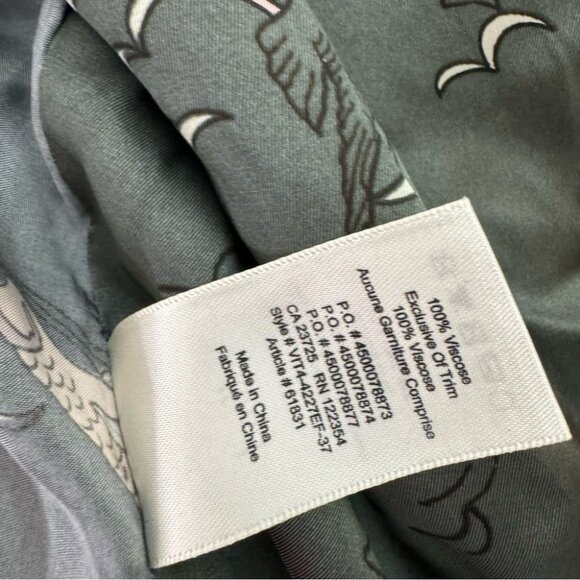 100% Viscose
Exclusive Of Trim
100% Viscose
Aucune Garniture Comprise
P.O. # 4500078873
P.O. # 4500078874
P.O. # 4500078877
CA 23725 RN 122354
Style # VIT4-4227EF-37
Article # 61831
Made in China
Fabriqué en Chine